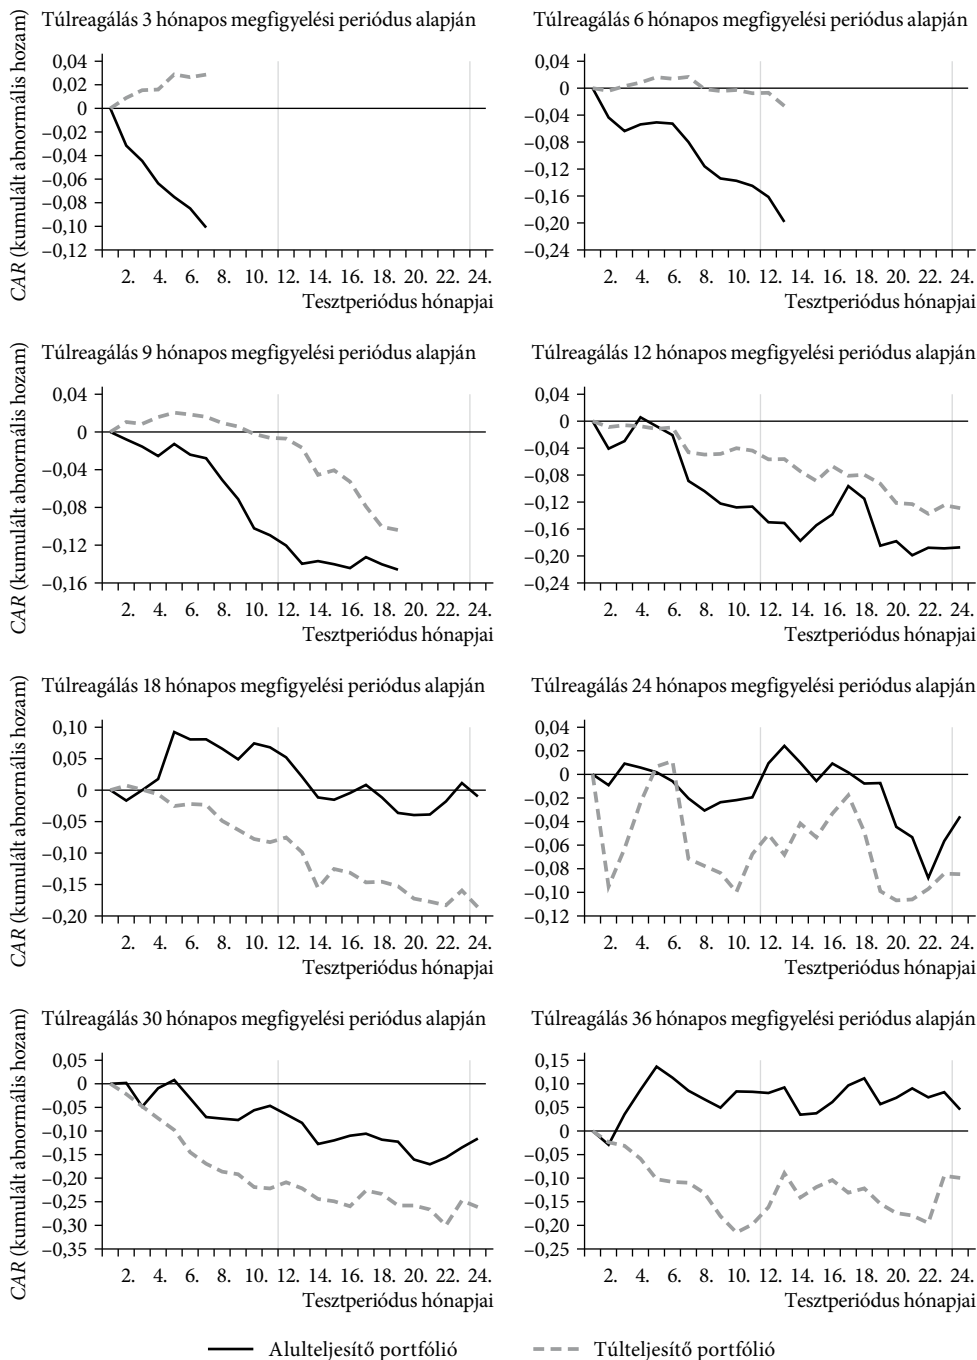 Túlreagálás 3 hónapos megfigyelési periódus alapján
CAR (kumulált abnormális hozam)
0,04
0,02
0
–0,02
–0,04
–0,06
–0,08
–0,10
–0,12
2. 4. 6. 8. 10. 12. 14. 16. 18. 20. 22. 24.
Tesztperiódus hónapjai
Túlreagálás 6 hónapos megfigyelési periódus alapján
0,04
0
–0,04
–0,08
–0,12
–0,16
–0,20
–0,24
2. 4. 6. 8. 10. 12. 14. 16. 18. 20. 22. 24.
Tesztperiódus hónapjai
Túlreagálás 9 hónapos megfigyelési periódus alapján
CAR (kumulált abnormális hozam)
0,04
0
–0,04
–0,08
–0,12
–0,16
2. 4. 6. 8. 10. 12. 14. 16. 18. 20. 22. 24.
Tesztperiódus hónapjai
Túlreagálás 12 hónapos megfigyelési periódus alapján
0,04
0
–0,04
–0,08
–0,12
–0,16
–0,20
–0,24
2. 4. 6. 8. 10. 12. 14. 16. 18. 20. 22. 24.
Tesztperiódus hónapjai
Túlreagálás 18 hónapos megfigyelési periódus alapján
CAR (kumulált abnormális hozam)
0,10
0,05
0
–0,05
–0,10
–0,15
–0,20
2. 4. 6. 8. 10. 12. 14. 16. 18. 20. 22. 24.
Tesztperiódus hónapjai
Túlreagálás 24 hónapos megfigyelési periódus alapján
0,04
0,02
0
–0,02
–0,04
–0,06
–0,08
–0,10
–0,12
2. 4. 6. 8. 10. 12. 14. 16. 18. 20. 22. 24.
Tesztperiódus hónapjai
Túlreagálás 30 hónapos megfigyelési periódus alapján
CAR (kumulált abnormális hozam)
0,05
0
–0,05
–0,10
–0,15
–0,20
–0,25
–0,30
–0,35
2. 4. 6. 8. 10. 12. 14. 16. 18. 20. 22. 24.
Tesztperiódus hónapjai
Túlreagálás 36 hónapos megfigyelési periódus alapján
0,15
0,10
0,05
0
–0,05
–0,10
–0,15
–0,20
–0,25
2. 4. 6. 8. 10. 12. 14. 16. 18. 20. 22. 24.
Tesztperiódus hónapjai
Alulteljesítő portfólió
Túlteljesítő portfólió